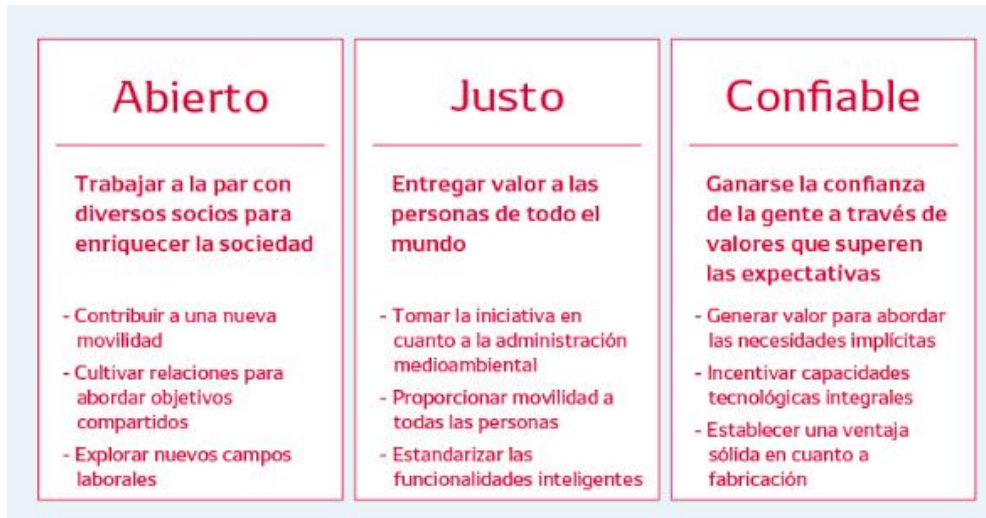 Abierto
Trabajar a la par con
diversos socios para
enriquecer la sociedad
- Contribuir a una nueva
movilidad
- Cultivar relaciones para
abordar objetivos
compartidos
- Explorar nuevos campos
laborales
Justo
Entregar valor a las
personas de todo el
mundo
- Tomar la iniciativa en
cuanto a la administración
medioambiental
- Proporcionar movilidad a
todas las personas
- Estandarizar las
funcionalidades inteligentes
Confiable
Ganarse la confianza
de la gente a través de
valores que superen
las expectativas
- Generar valor para abordar
las necesidades implícitas
- Incentivar capacidades
tecnológicas integrales
- Establecer una ventaja
sólida en cuanto a
fabricación